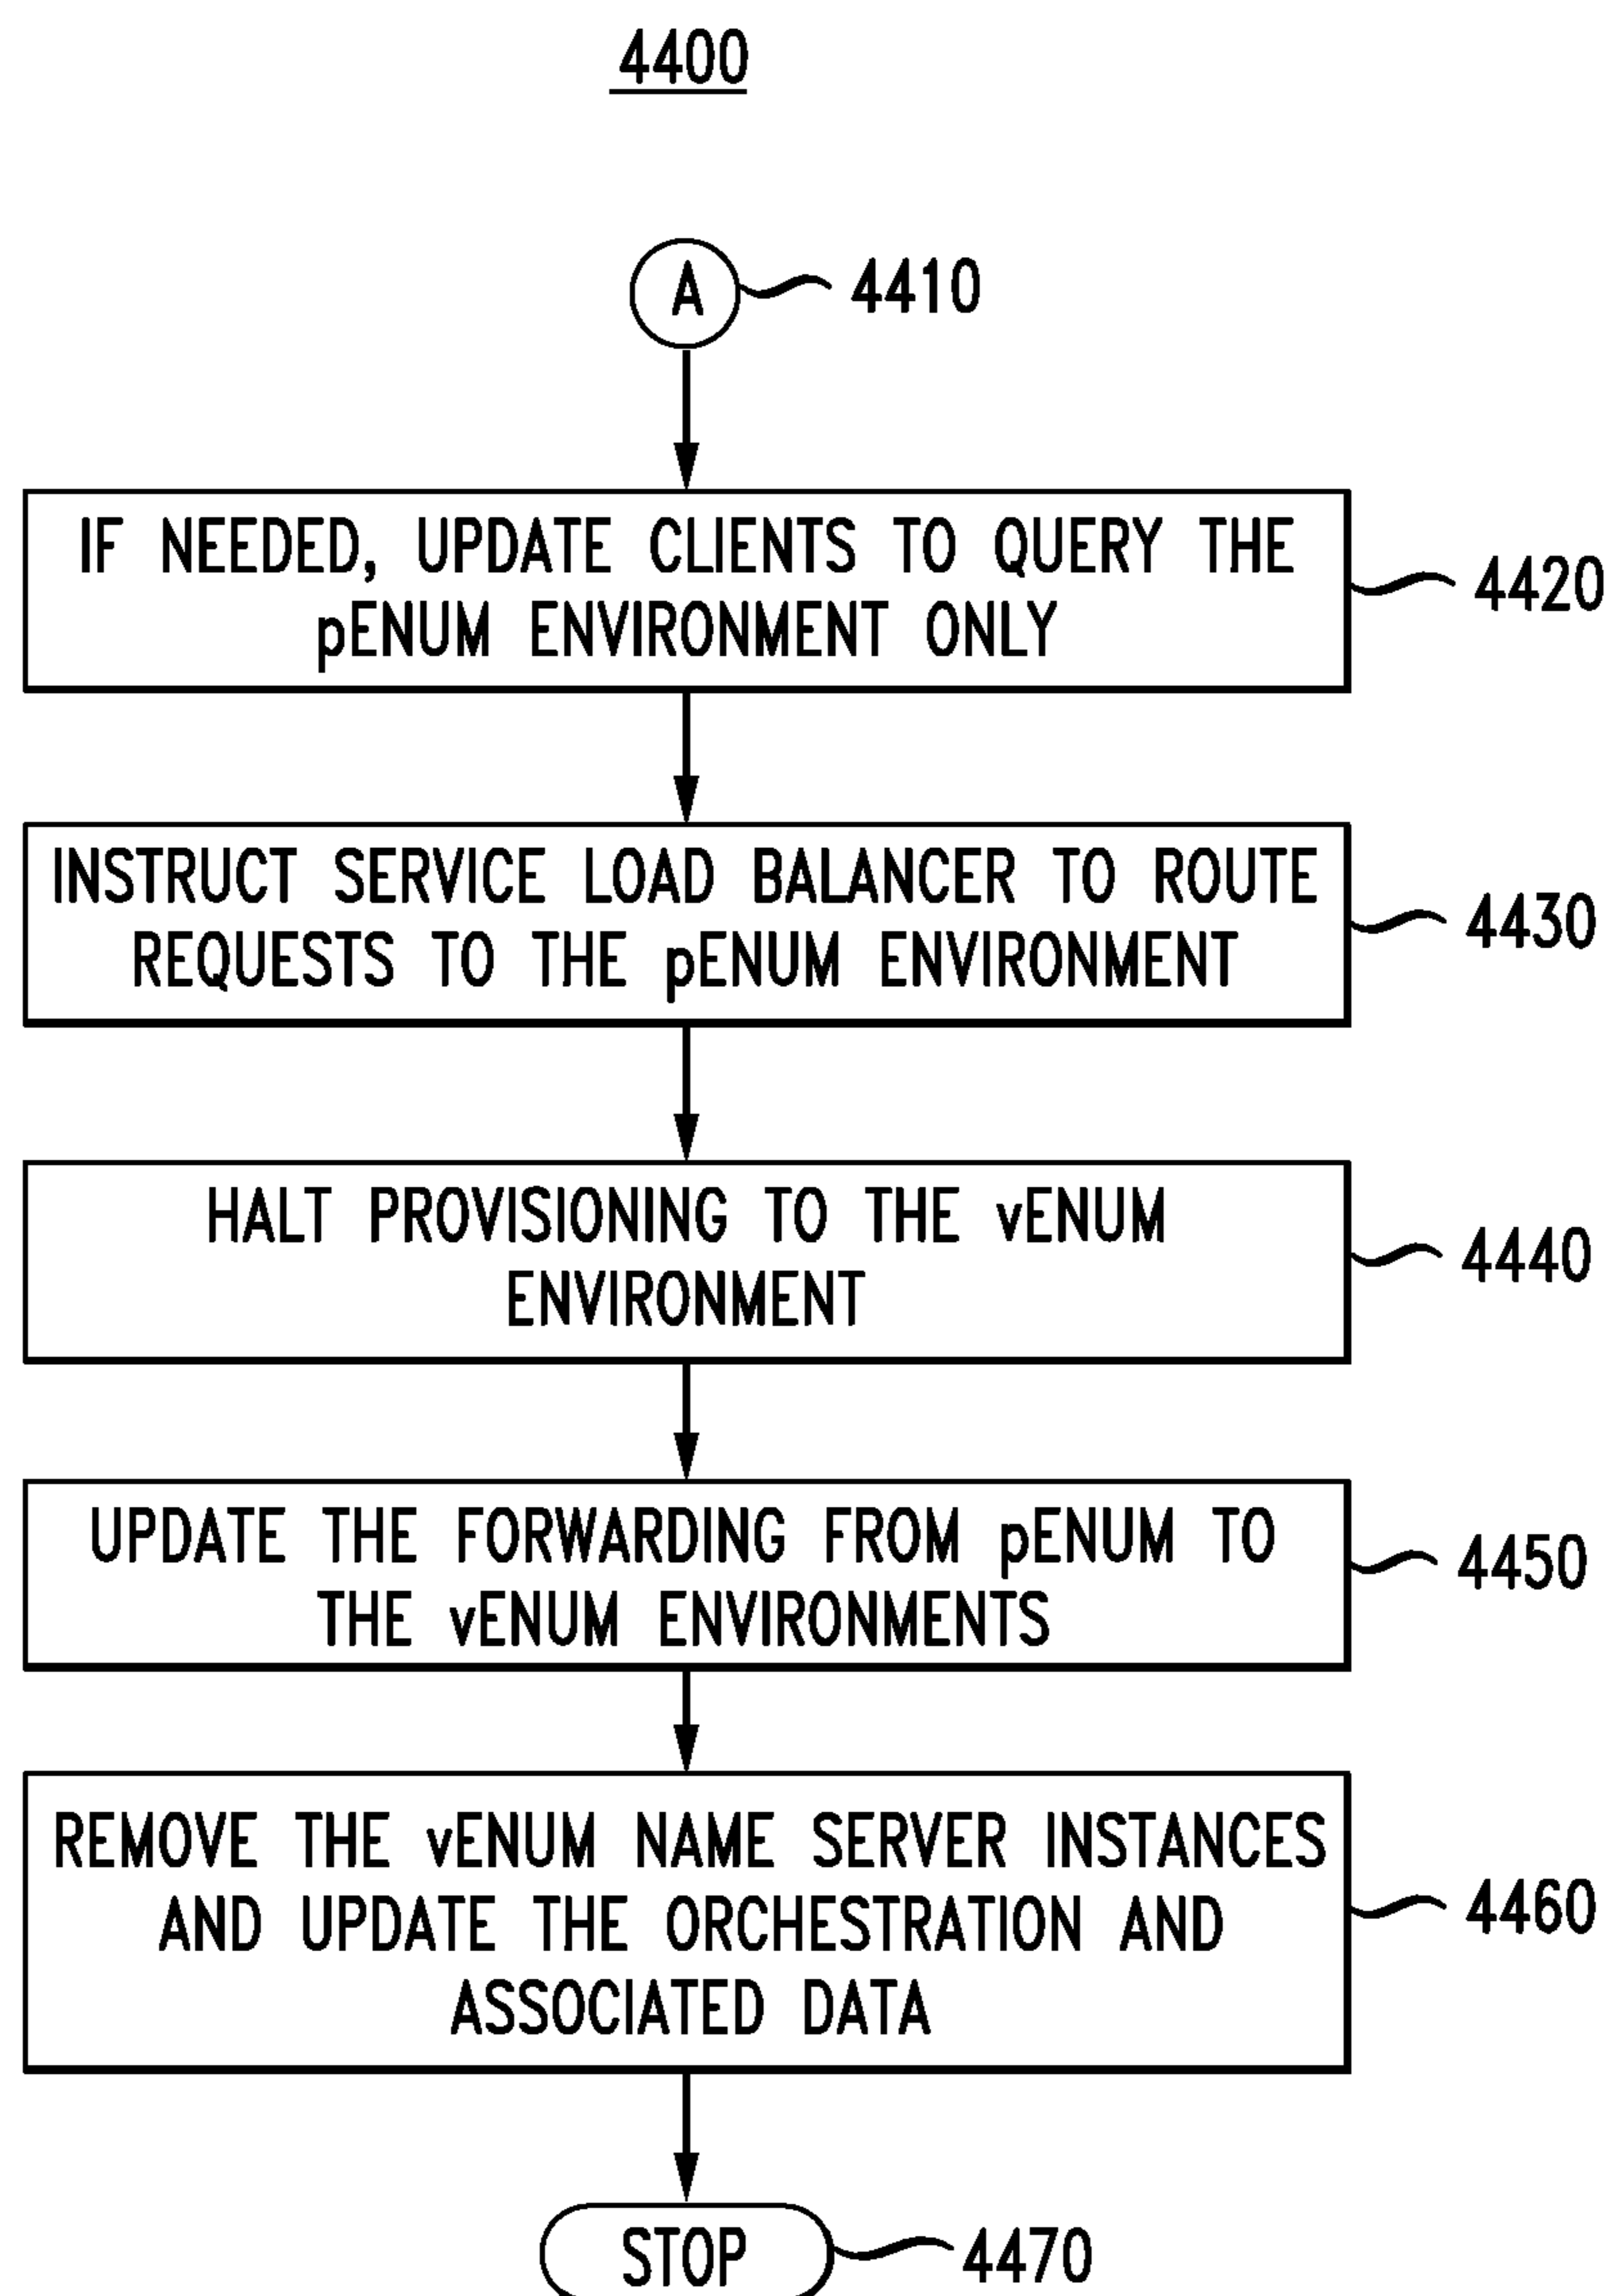 4400
A
4410
IF NEEDED, UPDATE CLIENTS TO QUERY THE
pENUM ENVIRONMENT ONLY
4420
INSTRUCT SERVICE LOAD BALANCER TO ROUTE
REQUESTS TO THE pENUM ENVIRONMENT
4430
HALT PROVISIONING TO THE vENUM
ENVIRONMENT
4440
UPDATE THE FORWARDING FROM pENUM TO
THE vENUM ENVIRONMENTS
4450
REMOVE THE vENUM NAME SERVER INSTANCES
AND UPDATE THE ORCHESTRATION AND
ASSOCIATED DATA
4460
STOP
4470